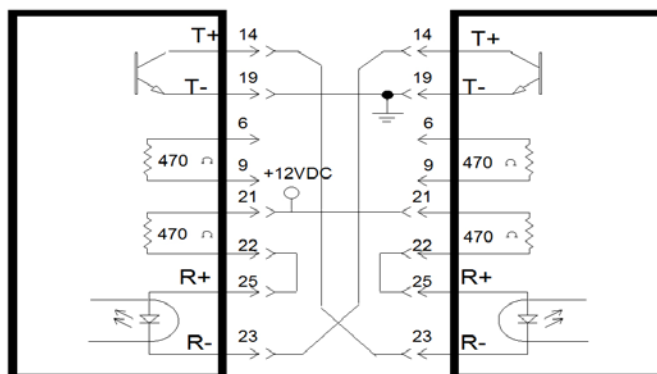 T+ 14 14 T+
T- 19 19 T-
6 6
470 Ω 9 9 470 Ω
+12VDC
21 21
470 Ω 22 22 470 Ω
R+ 25 25 R+
R- 23 23 R-